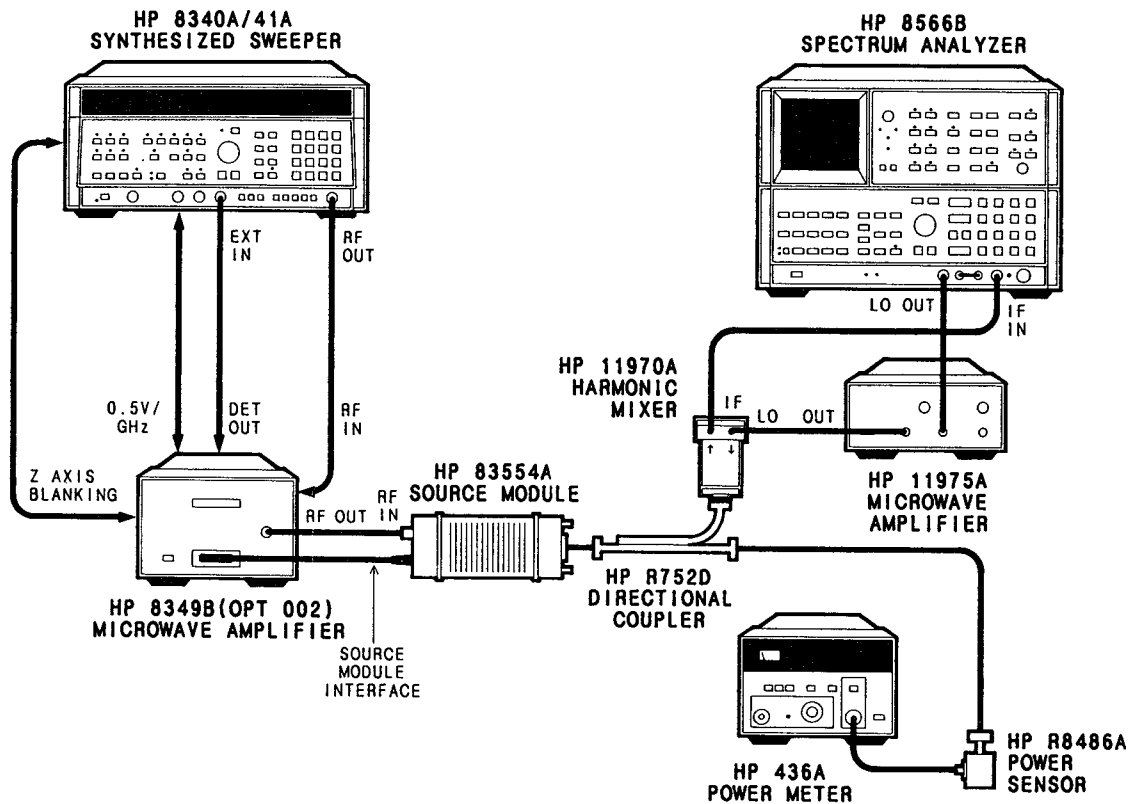 HP 8340A/41A
SYNTHESIZED SWEEPER
HP 8566B
SPECTRUM ANALYZER
EXT
IN
RF
OUT
LO OUT
IF
IN
HP 11970A
HARMONIC
MIXER
IF
LO OUT
0.5V/
GHz
DET
OUT
RF
IN
Z AXIS
BLANKING
HP 83554A
SOURCE MODULE
HP 11975A
MICROWAVE
AMPLIFIER
RF OUT
RF
IN
HP R752D
DIRECTIONAL
COUPLER
HP 8349B(OPT 002)
MICROWAVE AMPLIFIER
SOURCE
MODULE
INTERFACE
HP R8486A
POWER
SENSOR
HP 436A
POWER METER